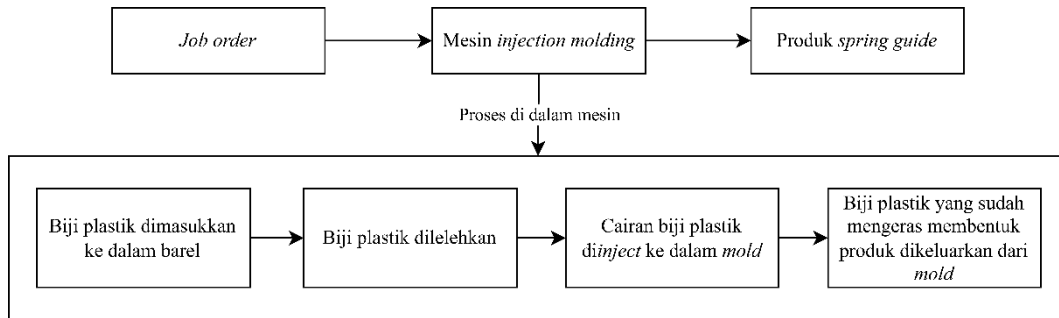 Job order
Mesin injection molding
Produk spring guide
Proses di dalam mesin
Biji plastik dimasukkan
ke dalam barel
Biji plastik dilelehkan
Cairan biji plastik
diinject ke dalam mold
Biji plastik yang sudah
mengeras membentuk
produk dikeluarkan dari
mold